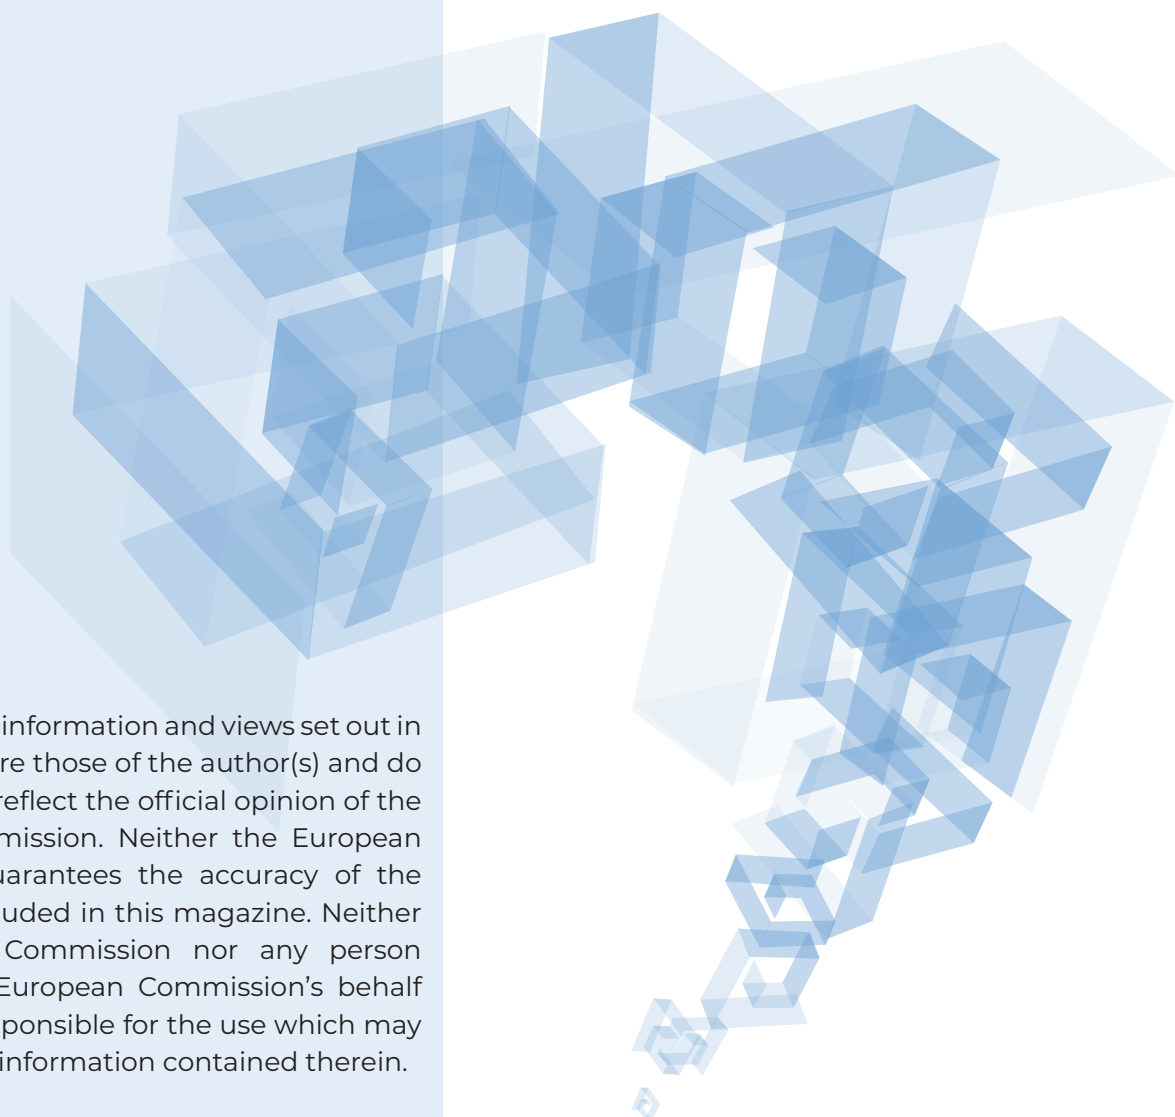 information and views set out in
re those of the author(s) and do
reflect the official opinion of the
mission. Neither the European
uarantees the accuracy of the
luded in this magazine. Neither
Commission nor any person
European Commission's behalf
ponsible for the use which may
information contained therein.